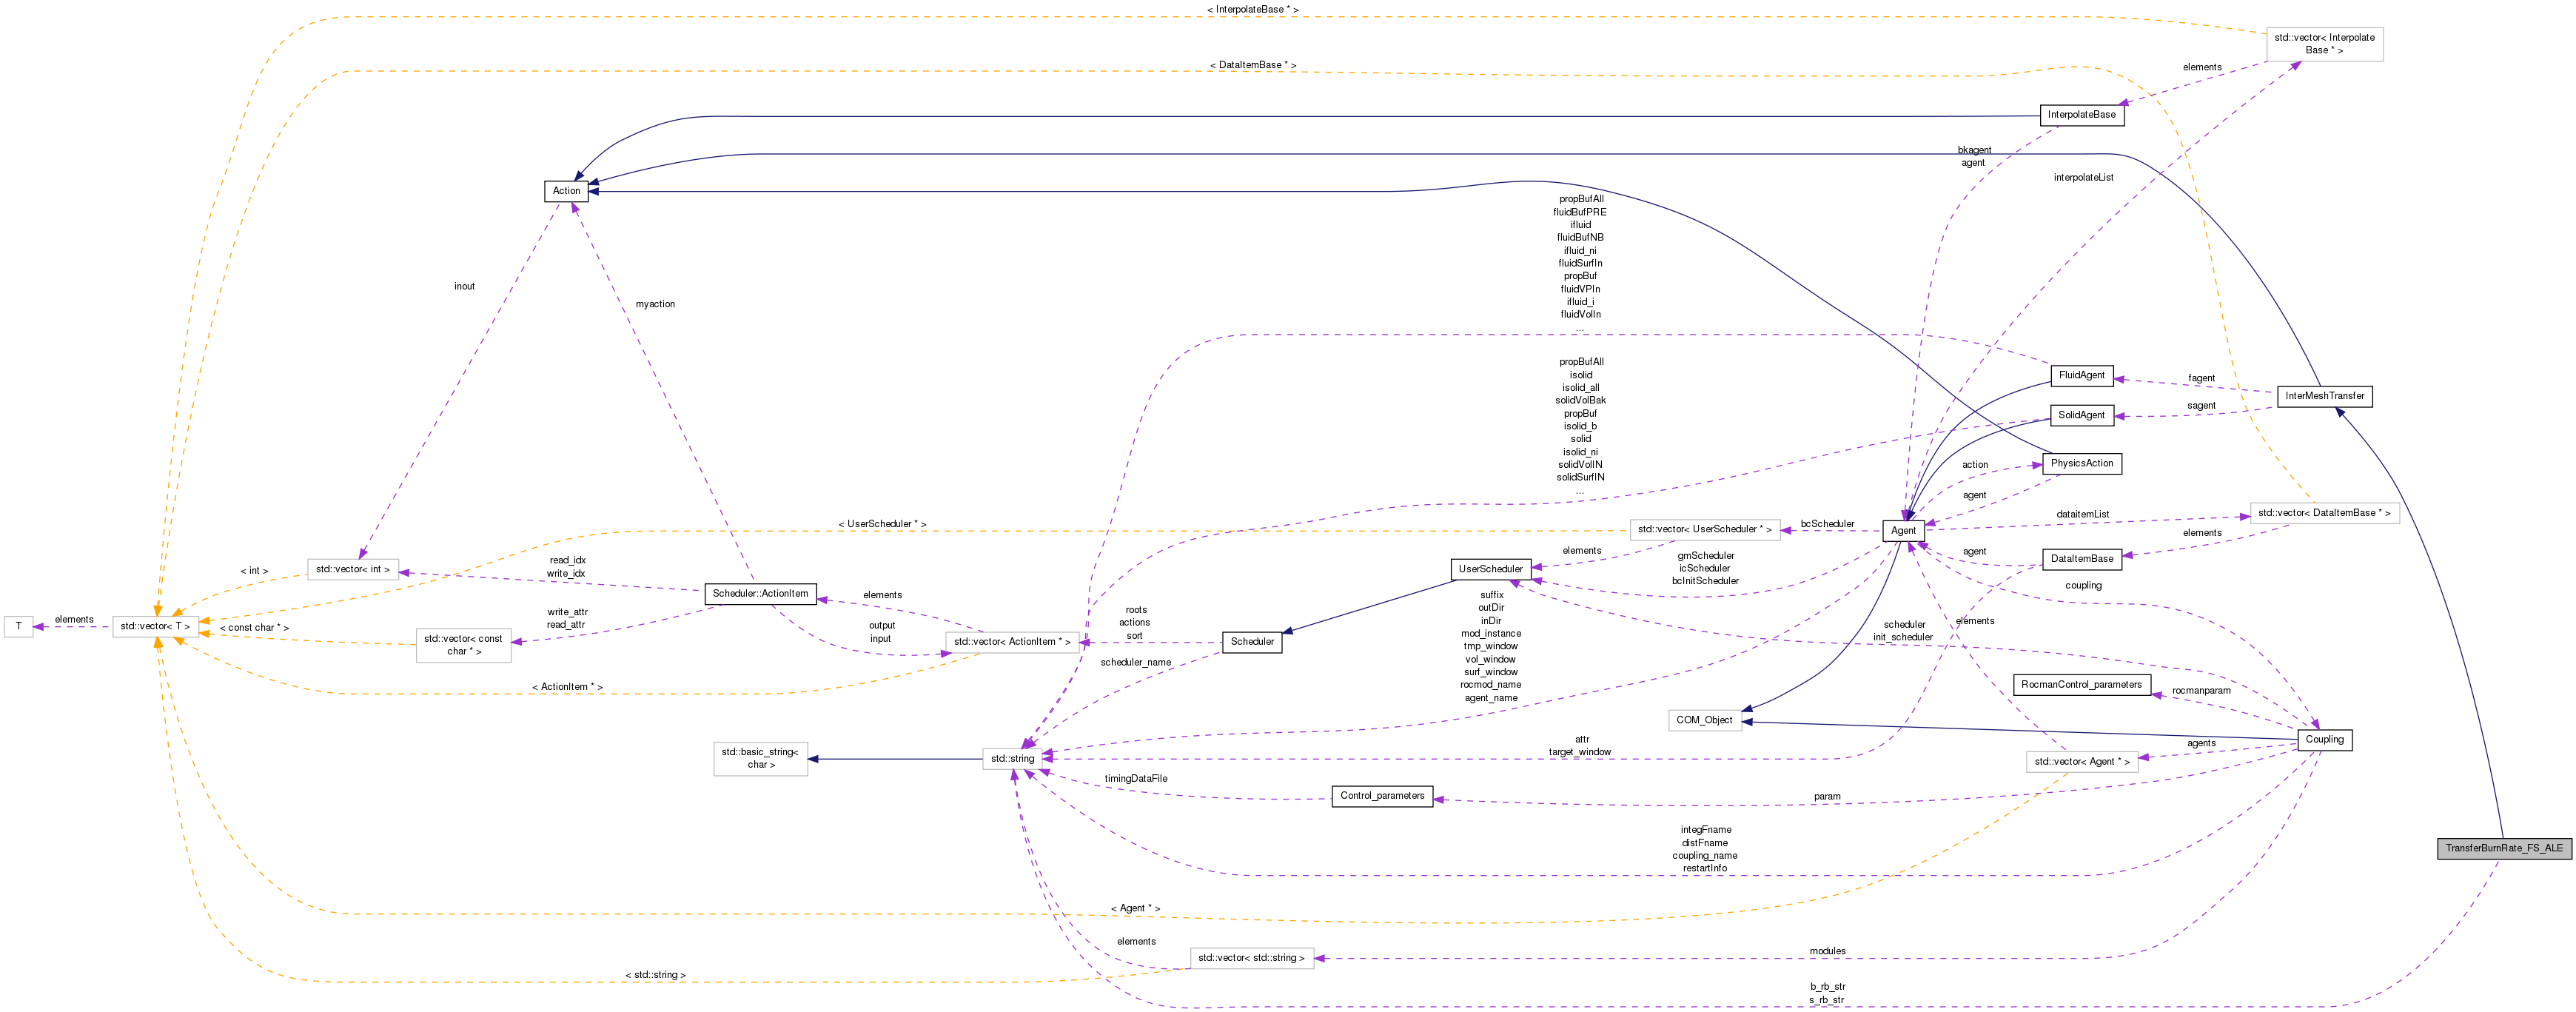 < InterpolateBase * >
std::vector< Interpolate
Base * >
< DataItemBase * >
elements
InterpolateBase
bkagent
agent
interpolateList
Action
propBufAll
fluidBufPRE
ifluid
fluidBufNB
ifluid_ni
fluidSurfIn
propBuf
fluidVPIn
ifluid_i
fluidVolIn
...
inout
myaction
propBufAll
isolid
isolid_all
solidVolBak
propBuf
isolid_b
solid
isolid_ni
solidVolIN
solidSurfIN
...
FluidAgent
fagent
InterMeshTransfer
SolidAgent
sagent
PhysicsAction
action
agent
std::vector< DataItemBase * >
dataitemList
elements
< UserScheduler * >
std::vector< UserScheduler * >
bcScheduler
Agent
elements
gmScheduler
icScheduler
bcInitScheduler
agent
DataItemBase
UserScheduler
coupling
std::vector< int >
< int >
read_idx
write_idx
Scheduler::ActionItem
elements
T
elements
std::vector< T >
< const char * >
write_attr
read_attr
std::vector< const
char * >
output
input
std::vector< ActionItem * >
roots
actions
sort
Scheduler
scheduler_name
suffix
outDir
inDir
mod_instance
tmp_window
vol_window
surf_window
rocmod_name
agent_name
scheduler
init_scheduler
elements
< ActionItem * >
RocmanControl_parameters
rocmanparam
COM_Object
Coupling
std::basic_string<
char >
std::string
attr
target_window
std::vector< Agent * >
agents
timingDataFile
Control_parameters
param
integFname
distFname
coupling_name
restartInfo
TransferBurnRate_FS_ALE
< Agent * >
elements
std::vector< std::string >
modules
< std::string >
b_rb_str
s_rb_str